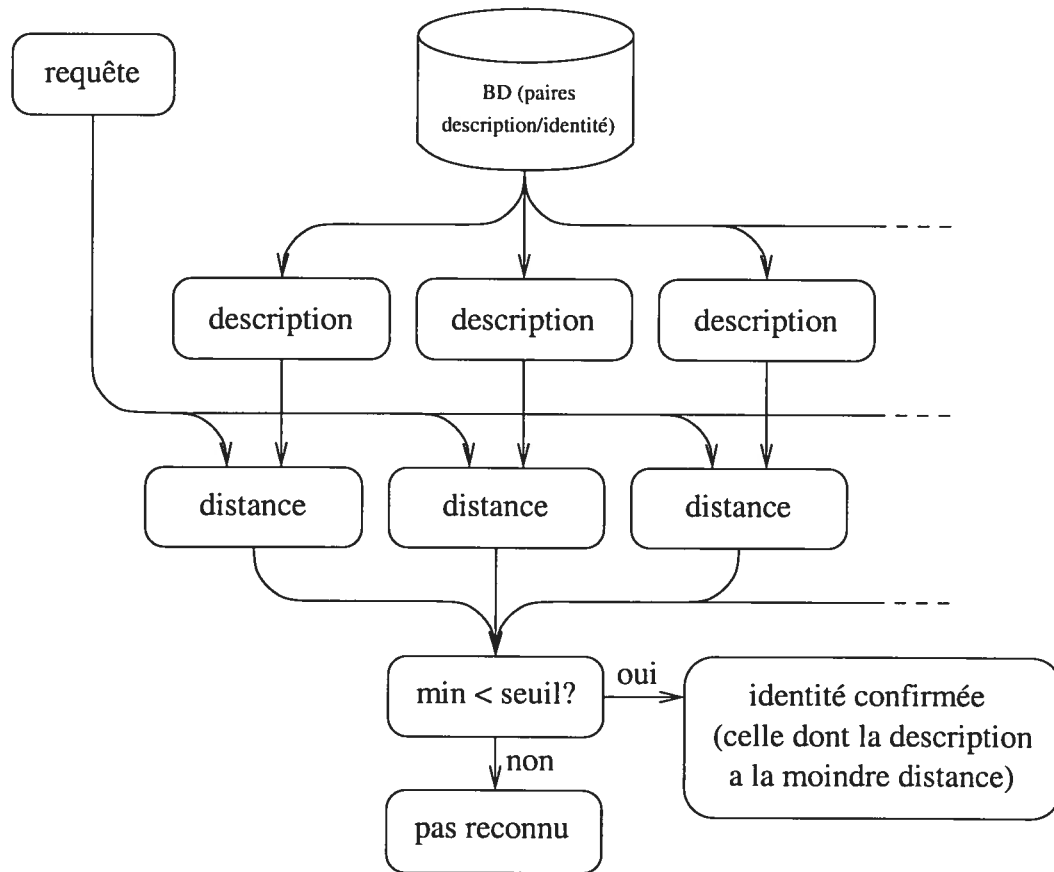 requête
BD (paires
description/identité)
description
description
description
distance
distance
distance
min < seuil?
oui
identité confirmée
(celle dont la description
a la moindre distance)
non
pas reconnu